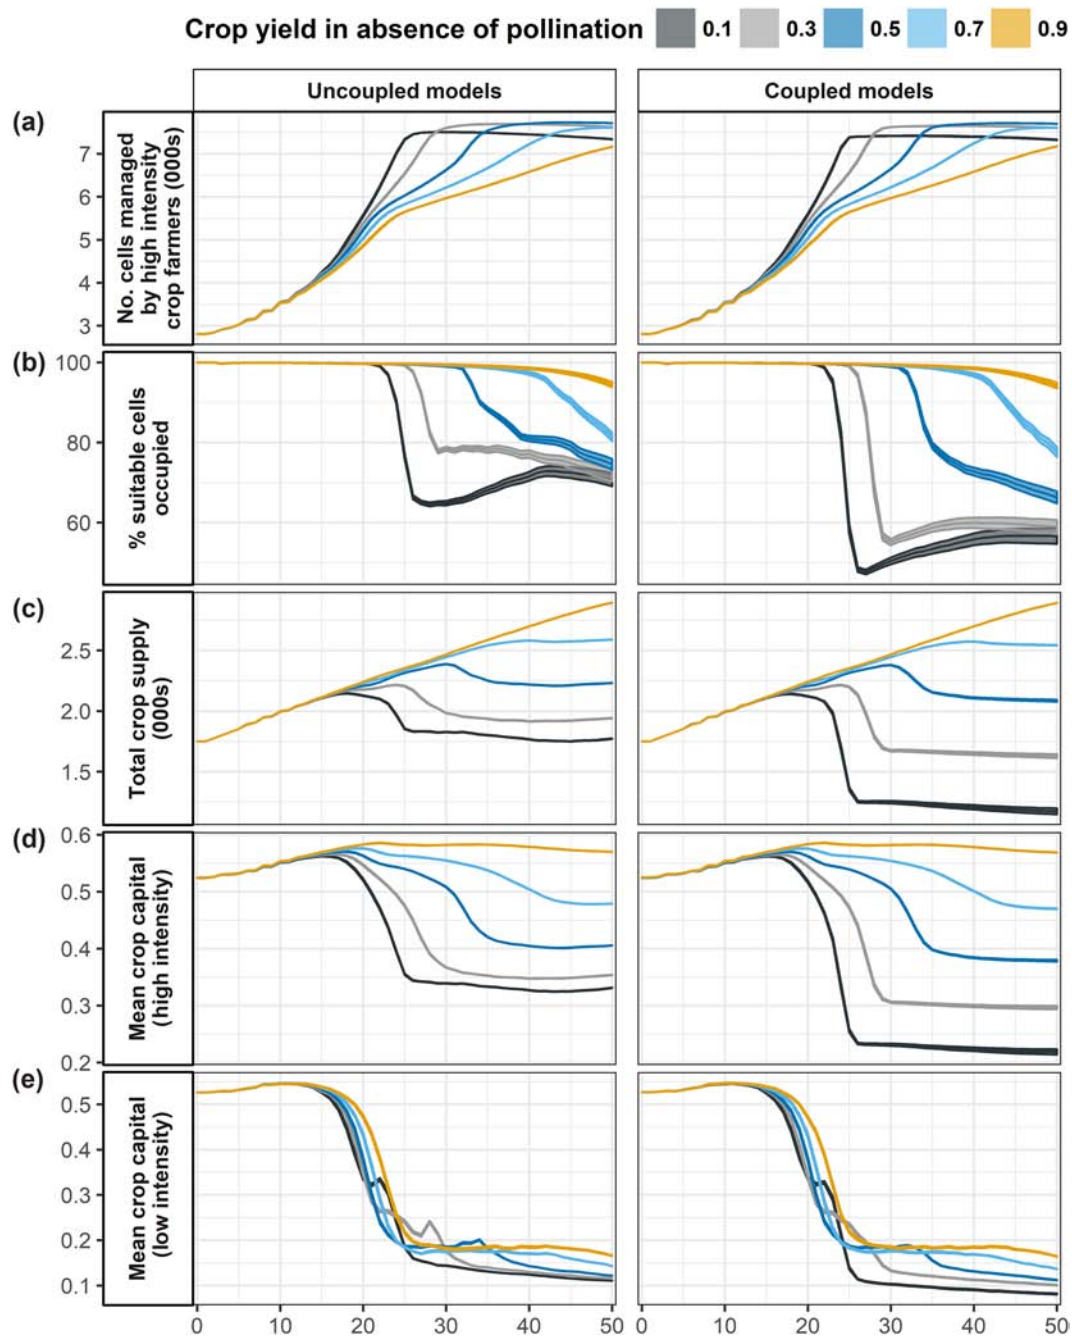 Crop yield in absence of pollination 0.1 0.3 0.5 0.7 0.9
Uncoupled models Coupled models
(a)
No. cells managed
by high intensity
crop farmers (000s)
7
6
5
4
3
(b)
% suitable cells
occupied
100
80
60
(c)
Total crop supply
(000s)
2.5
2.0
1.5
(d)
Mean crop capital
(high intensity)
0.6
0.5
0.4
0.3
0.2
(e)
Mean crop capital
(low intensity)
0.5
0.4
0.3
0.2
0.1
0 10 20 30 40 50 0 10 20 30 40 50